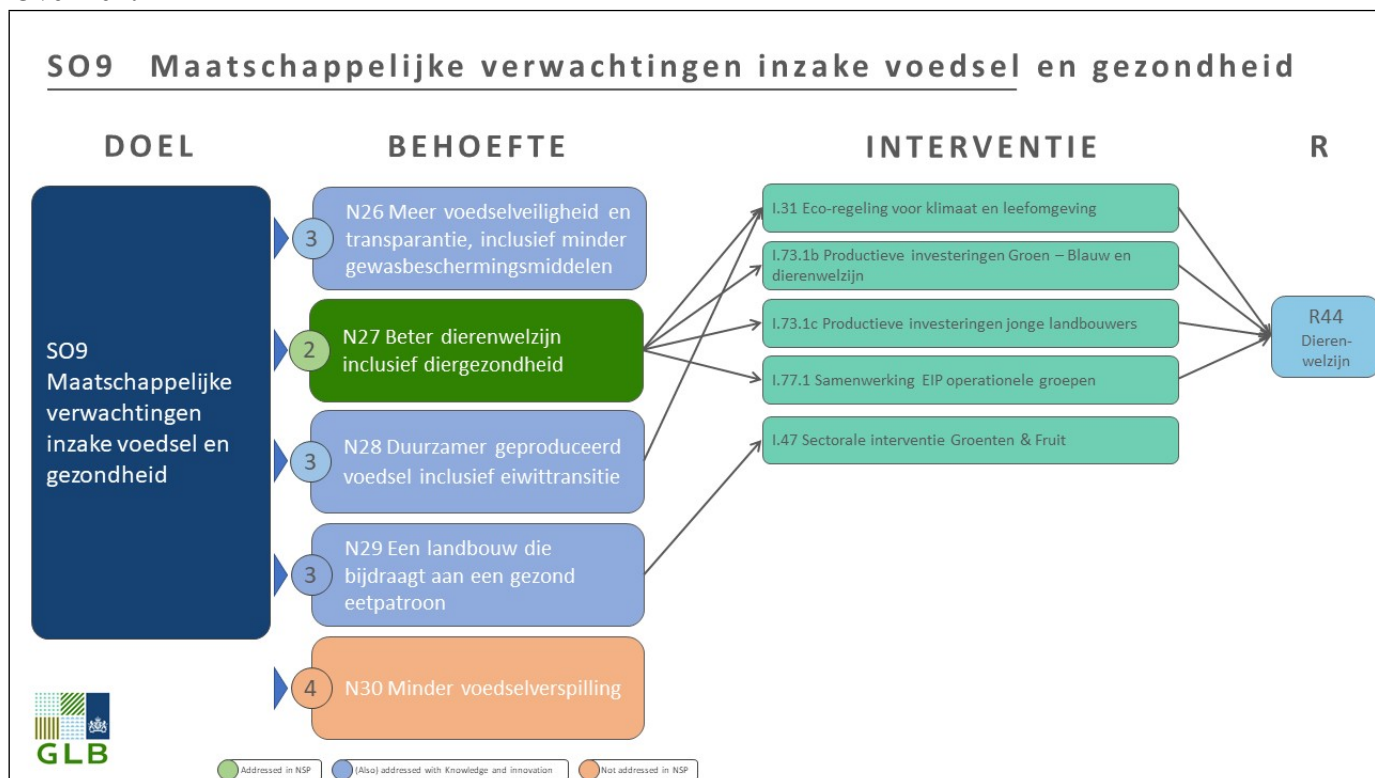 SO9 Maatschappelijke verwachtingen inzake voedsel en gezondheid
DOEL
BEHOEFTE
INTERVENTIE
R
SO9
Maatschappelijke
verwachtingen
inzake voedsel en
gezondheid
3
N26 Meer voedselveiligheid en
transparantie, inclusief minder
gewasbeschermingsmiddelen
2
N27 Beter dierenwelzijn
inclusief diergezondheid
3
N28 Duurzamer geproduceerd
voedsel inclusief eiwittransitie
3
N29 Een landbouw die
bijdraagt aan een gezond
eetpatroon
4
N30 Minder voedselverspilling
I.31 Eco-regeling voor klimaat en leefomgeving
I.73.1b Productieve investeringen Groen – Blauw en
dierenwelzijn
I.73.1c Productieve investeringen jonge landbouwers
I.77.1 Samenwerking EIP operationele groepen
I.47 Sectorale interventie Groenten & Fruit
R44
Dieren-
welzijn
GLB
Addressed in NSP
(Also) addressed with Knowledge and innovation
Not addressed in NSP